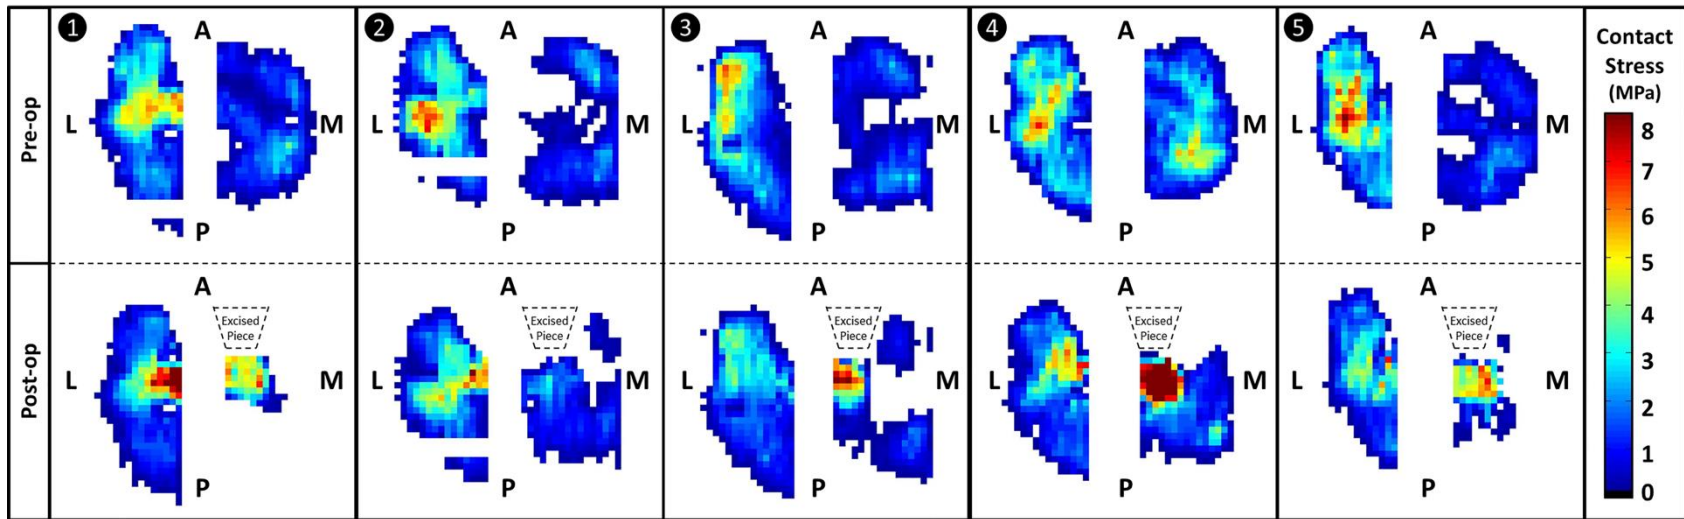 1
2
3
4
5
Pre-op
A
L
M
P
A
L
M
P
A
L
M
P
A
L
M
P
A
L
M
P
Post-op
A
Excised
Piece
L
M
P
A
Excised
Piece
L
M
P
A
Excised
Piece
L
M
P
A
Excised
Piece
L
M
P
A
Excised
Piece
L
M
P
Contact
Stress
(MPa)
8
7
6
5
4
3
2
1
0